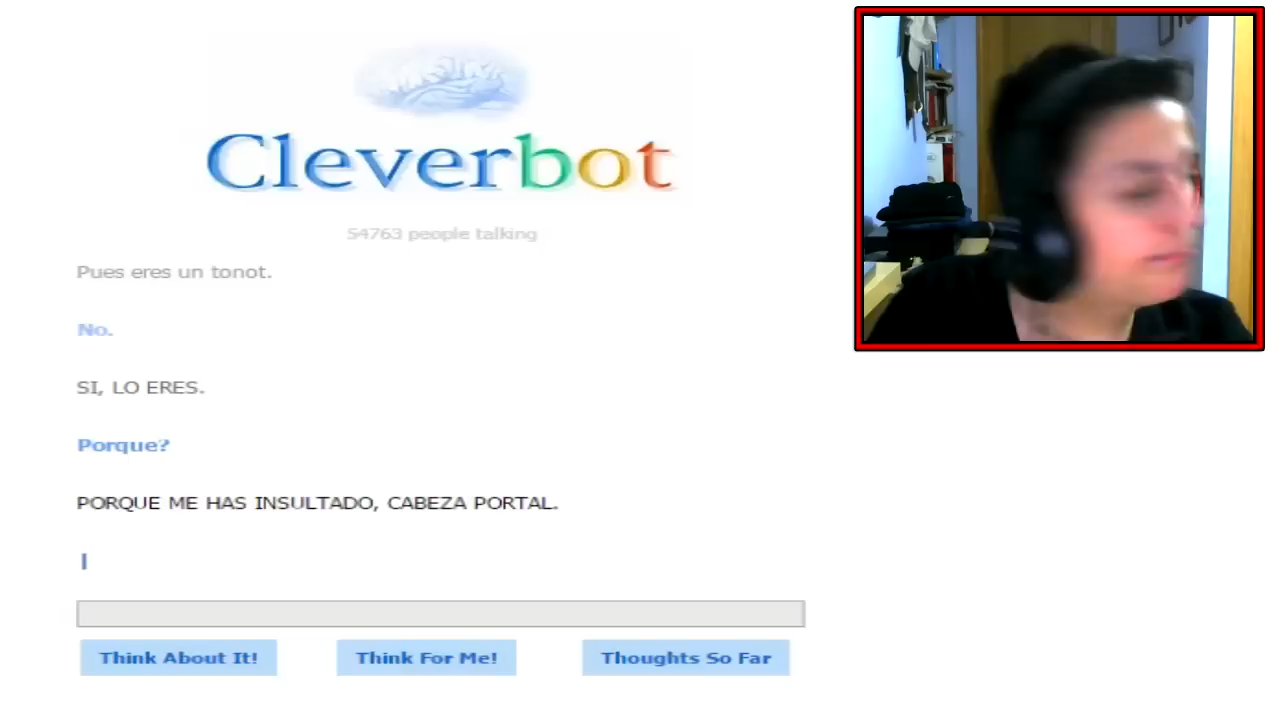 Cleverbot
54763 people talking
Pues eres un tonot.
No.
SI, LO ERES.
Porque?
PORQUE ME HAS INSULTADO, CABEZA PORTAL.
Think About It!
Think For Me!
Thoughts So Far